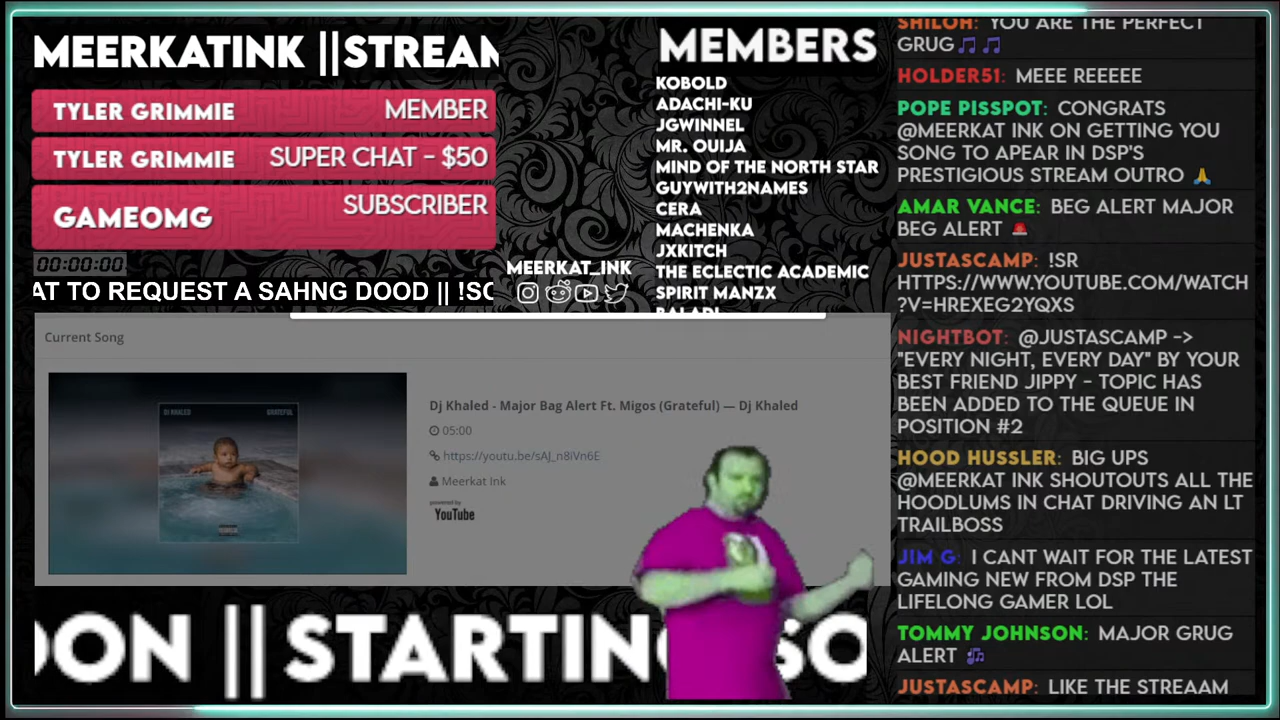 MEERKATINK ||STREAM
TYLER GRIMMIE MEMBER
TYLER GRIMMIE SUPER CHAT - $50
GAMEOMG SUBSCRIBER
00:00:00
AT TO REQUEST A SAHNG DOOD || !SO
MEERKAT_INK
MEMBERS
KOBOLD
ADACHI-KU
JGWINNEL
MR. OUIJA
MIND OF THE NORTH STAR
GUYWITH2NAMES
CERA
MACHENKA
JXKITCH
THE ECLECTIC ACADEMIC
SPIRIT MANZX
Current Song
DJ KHALED GRATEFUL
Dj Khaled - Major Bag Alert Ft. Migos (Grateful) — Dj Khaled
05:00
https://youtu.be/sAJ_n8iVn6E
Meerkat Ink
powered by
YouTube
OON || STARTING SO
SHILOH: YOU ARE THE PERFECT
GRUG🎵🎵
HOLDER51: MEEE REEEEE
POPE PISSPOT: CONGRATS
@MEERKAT INK ON GETTING YOU
SONG TO APEAR IN DSP'S
PRESTIGIOUS STREAM OUTRO 🙏
AMAR VANCE: BEG ALERT MAJOR
BEG ALERT 🚨
JUSTASCAMP: !SR
HTTPS://WWW.YOUTUBE.COM/WATCH
?V=HREXEG2YQXS
NIGHTBOT: @JUSTASCAMP ->
"EVERY NIGHT, EVERY DAY" BY YOUR
BEST FRIEND JIPPY - TOPIC HAS
BEEN ADDED TO THE QUEUE IN
POSITION #2
HOOD HUSSLER: BIG UPS
@MEERKAT INK SHOUTOUTS ALL THE
HOODLUMS IN CHAT DRIVING AN LT
TRAILBOSS
JIM G: I CANT WAIT FOR THE LATEST
GAMING NEW FROM DSP THE
LIFELONG GAMER LOL
TOMMY JOHNSON: MAJOR GRUG
ALERT 🎶
JUSTASCAMP: LIKE THE STREAAM